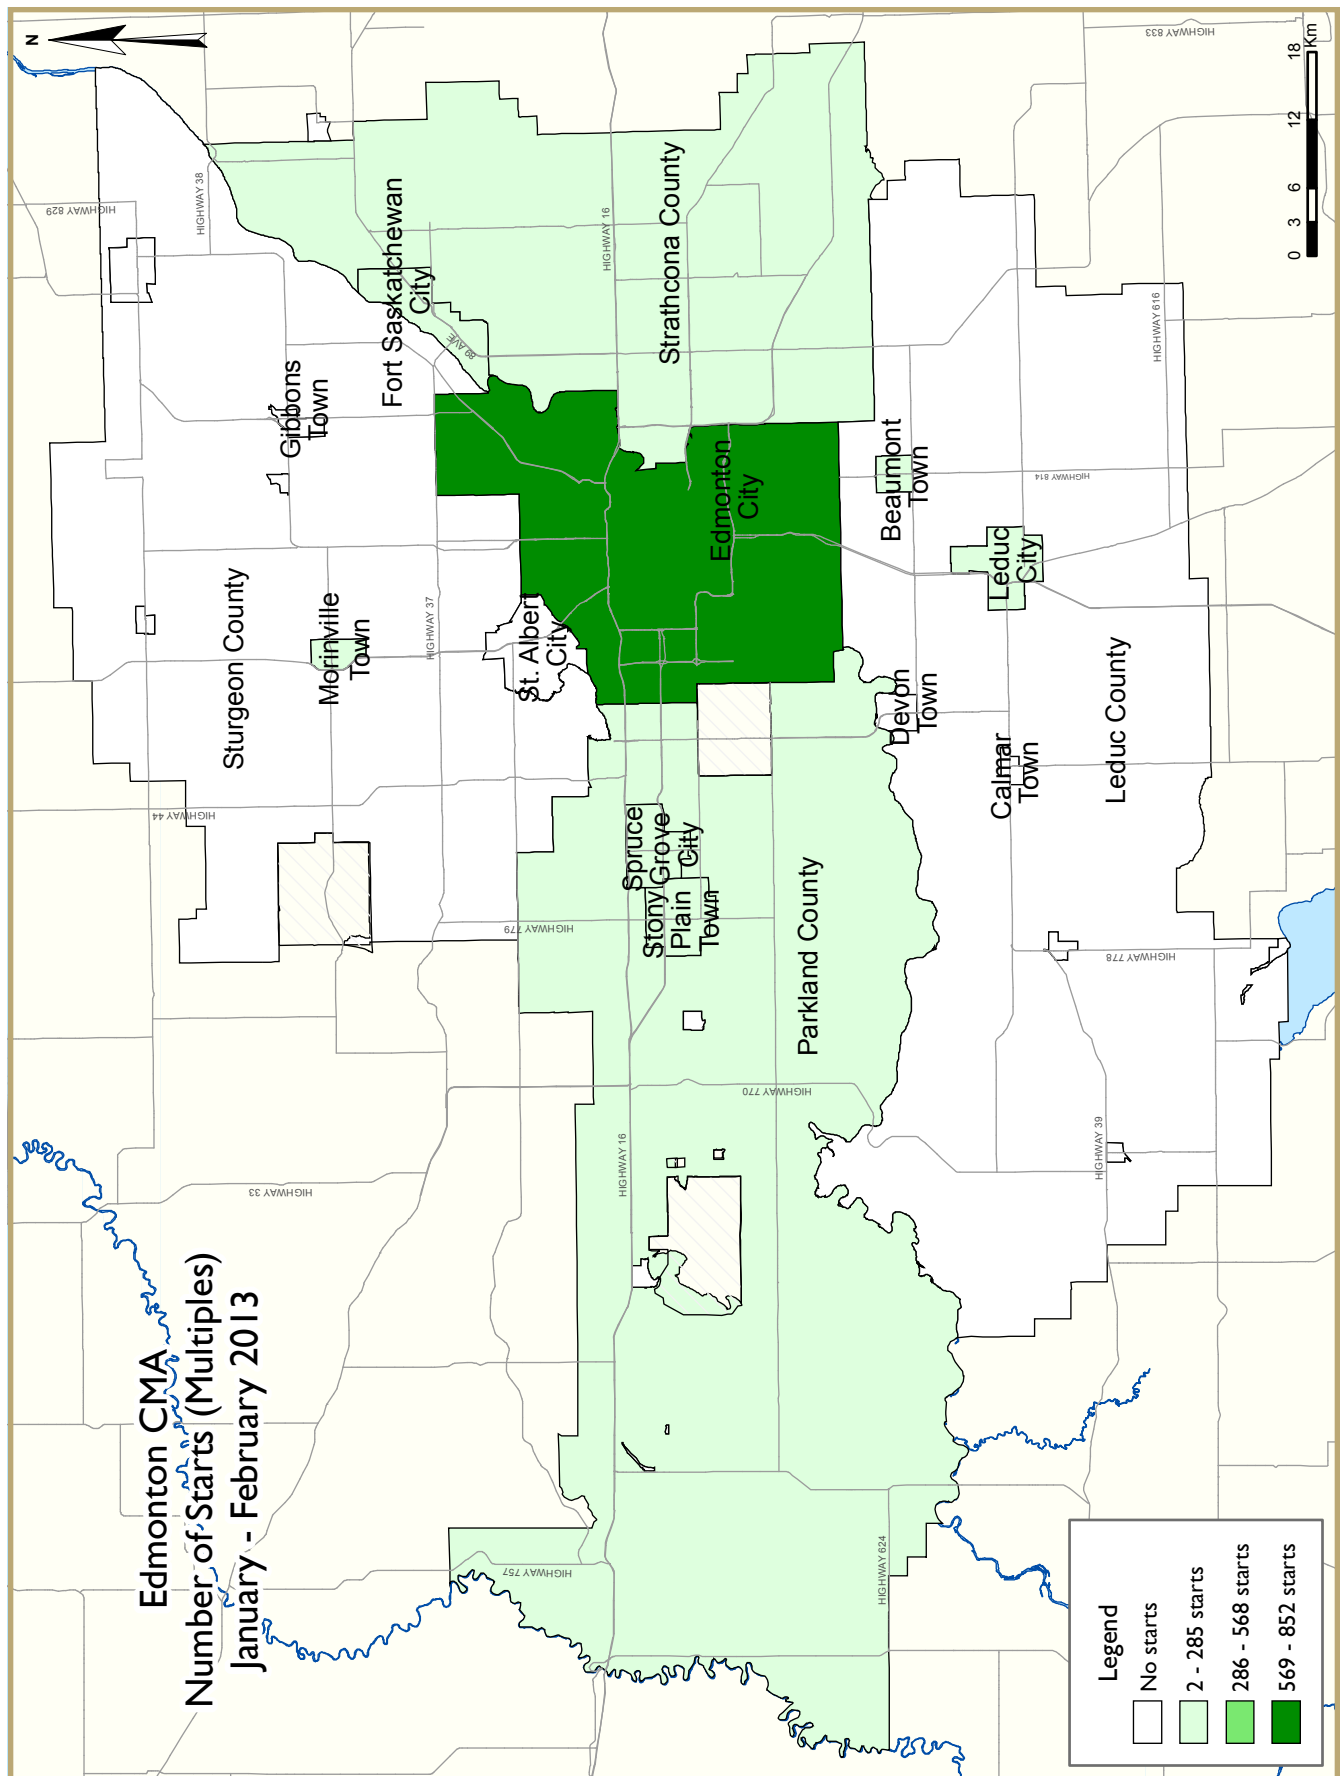 Edmonton CMA
Number of Starts (Multiples)
January - February 2013
N
HIGHWAY 829
HIGHWAY 38
HIGHWAY 833
Gibbons
Town
Fort Saskatchewan
City
89 AVE
Sturgeon County
Morinville
Town
HIGHWAY 37
HIGHWAY 44
St. Albert
City
HIGHWAY 779
HIGHWAY 33
HIGHWAY 16
Strathcona County
Edmonton
City
Spruce
Grove
City
Stony
Plain
Town
Parkland County
HIGHWAY 770
HIGHWAY 16
HIGHWAY 757
HIGHWAY 624
Beaumont
Town
HIGHWAY 814
Leduc
City
Devon
Town
Calmar
Town
Leduc County
HIGHWAY 616
HIGHWAY 778
HIGHWAY 39
Legend
No starts
2 - 285 starts
286 - 568 starts
569 - 852 starts
0 3 6 12 18
Km